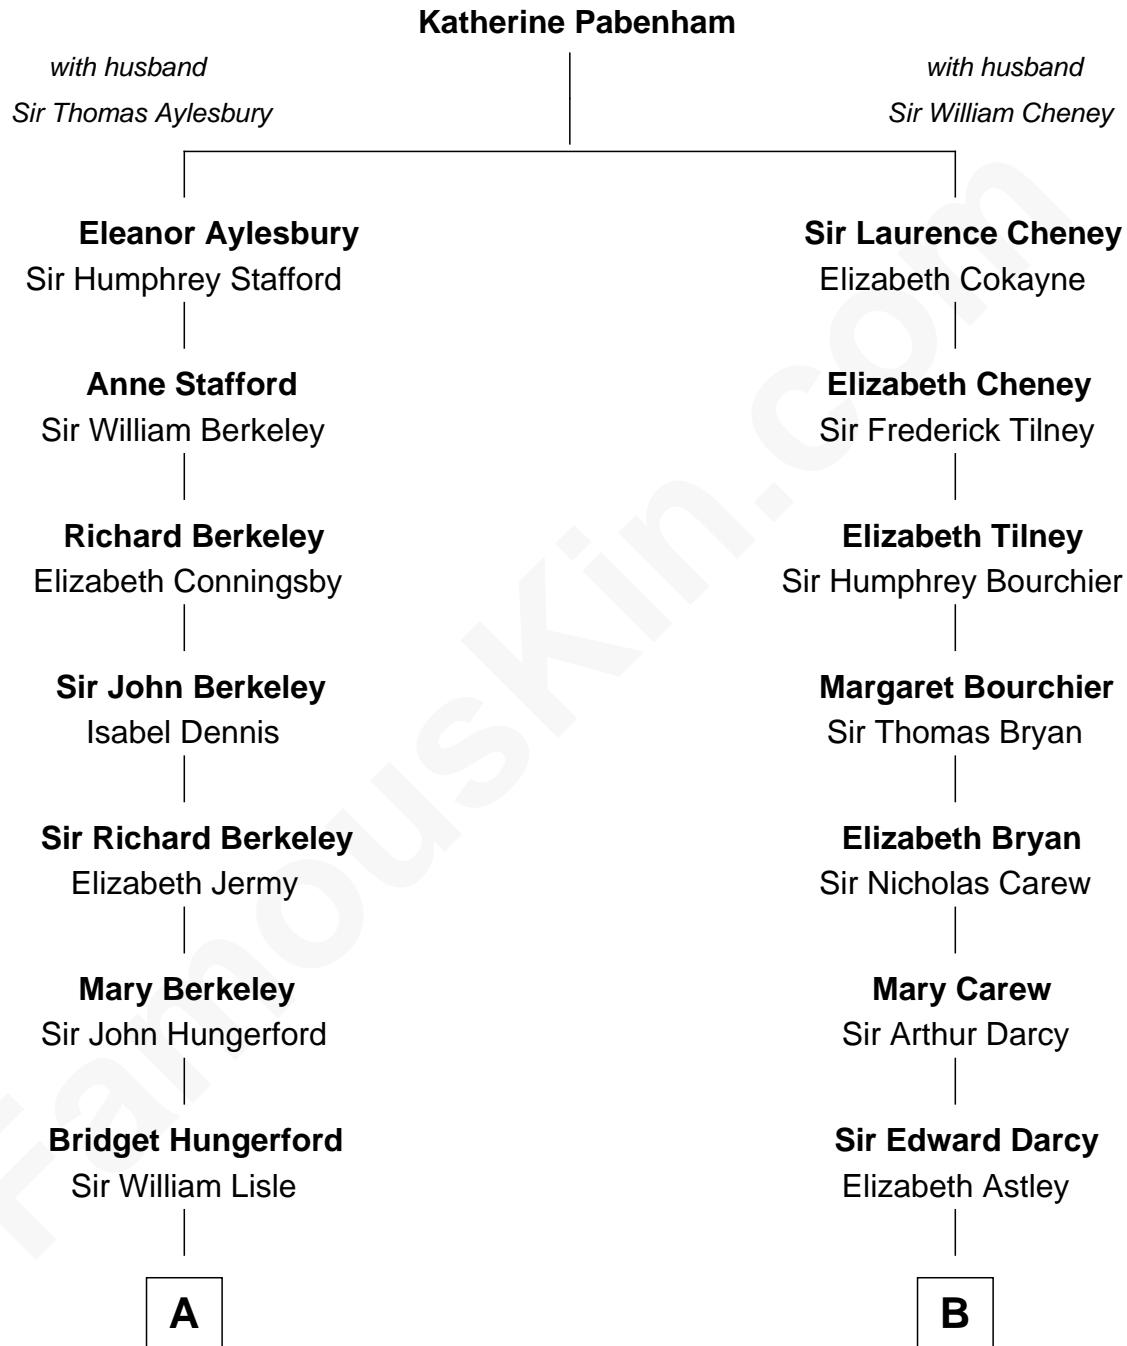 Katherine Pabenham
with husband
Sir Thomas Aylesbury
with husband
Sir William Cheney
Eleanor Aylesbury
Sir Humphrey Stafford
Sir Laurence Cheney
Elizabeth Cokayne
Anne Stafford
Sir William Berkeley
Elizabeth Cheney
Sir Frederick Tilney
Richard Berkeley
Elizabeth Conningsby
Elizabeth Tilney
Sir Humphrey Bourchier
Sir John Berkeley
Isabel Dennis
Margaret Bourchier
Sir Thomas Bryan
Sir Richard Berkeley
Elizabeth Jermy
Elizabeth Bryan
Sir Nicholas Carew
Mary Berkeley
Sir John Hungerford
Mary Carew
Sir Arthur Darcy
Bridget Hungerford
Sir William Lisle
Sir Edward Darcy
Elizabeth Astley
A
B
FamousKin.com